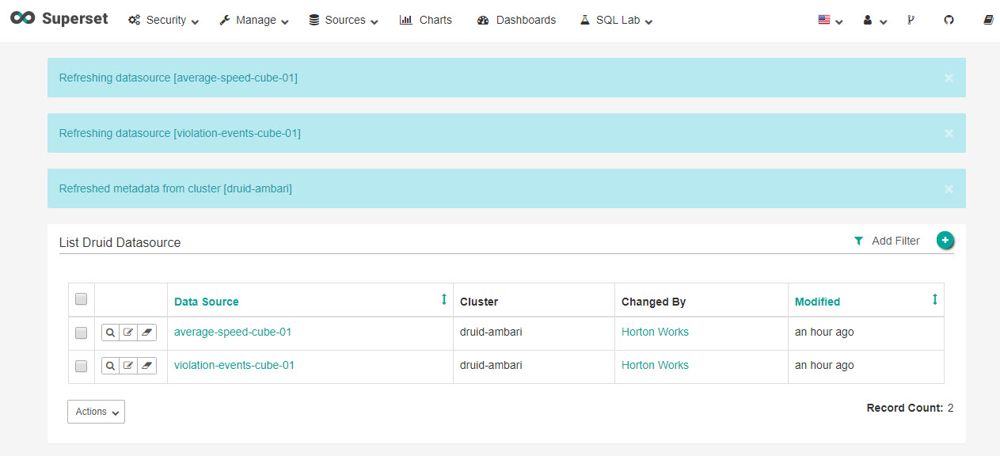 Superset Security Manage Sources Charts Dashboards SQL Lab
Refreshing datasource [average-speed-cube-01] ×
Refreshing datasource [violation-events-cube-01] ×
Refreshed metadata from cluster [druid-ambari] ×
List Druid Datasource Add Filter
Data Source Cluster Changed By Modified
average-speed-cube-01 druid-ambari Horton Works an hour ago
violation-events-cube-01 druid-ambari Horton Works an hour ago
Actions Record Count: 2